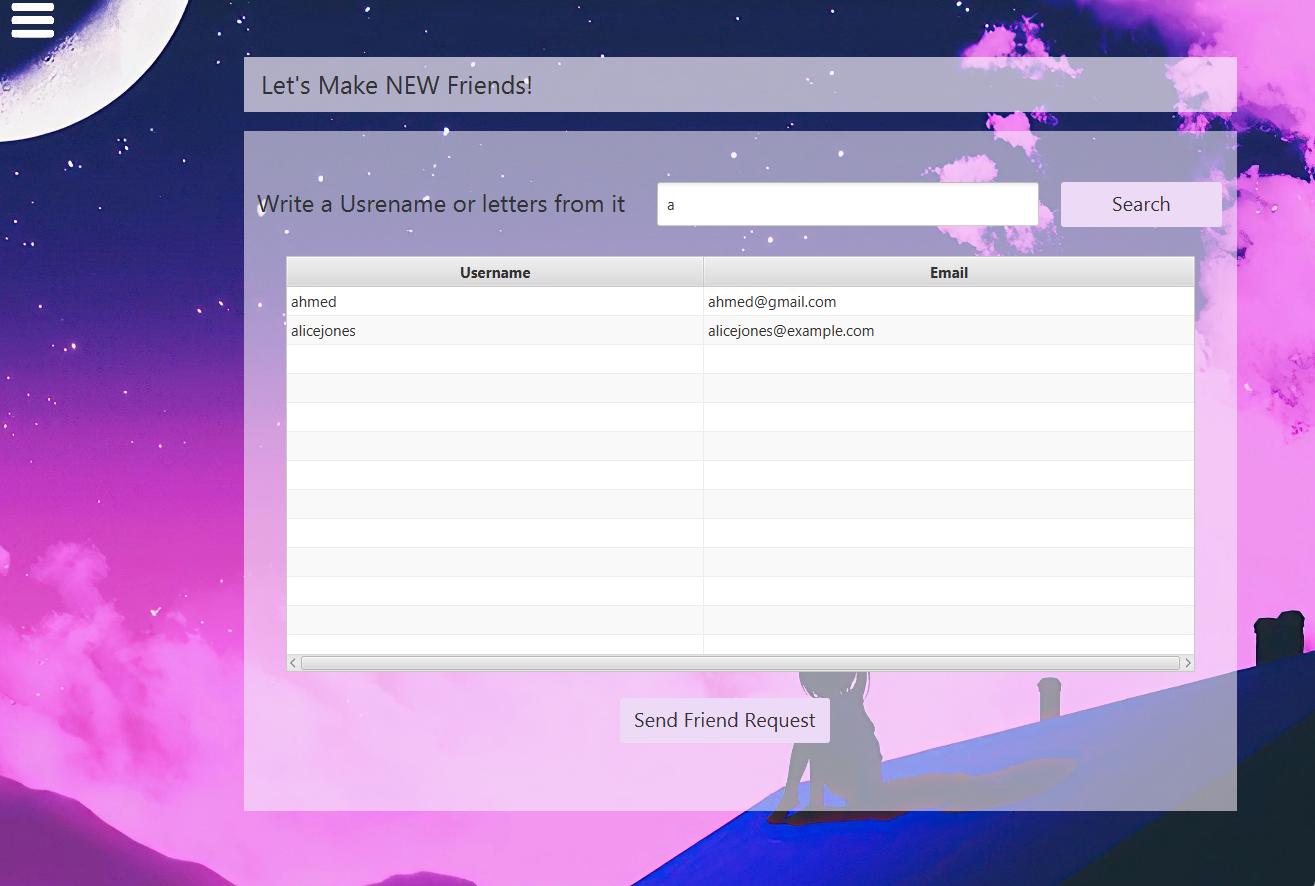 Let's Make NEW Friends!
Write a Usrename or letters from it a Search
Username Email
ahmed ahmed@gmail.com
alicejones alicejones@example.com
Send Friend Request